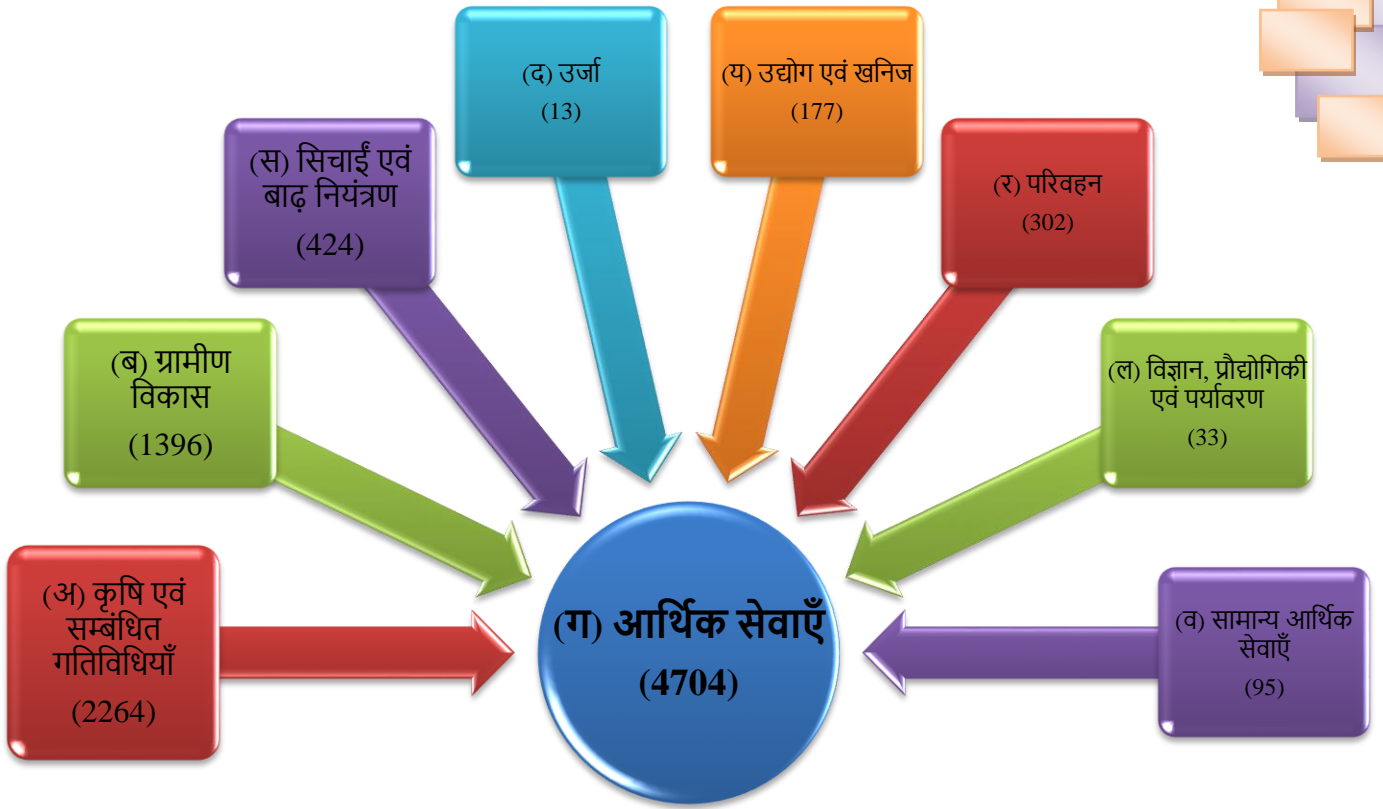 (द) उर्जा
(13)
(य) उद्योग एवं खनिज
(177)
(स) सिचाईं एवं
बाढ़ नियंत्रण
(424)
(र) परिवहन
(302)
(ब) ग्रामीण
विकास
(1396)
(ल) विज्ञान, प्रौद्योगिकी
एवं पर्यावरण
(33)
(अ) कृषि एवं
सम्बंधित
गतिविधियाँ
(2264)
(ग) आर्थिक सेवाएँ
(4704)
(व) सामान्य आर्थिक
सेवाएँ
(95)